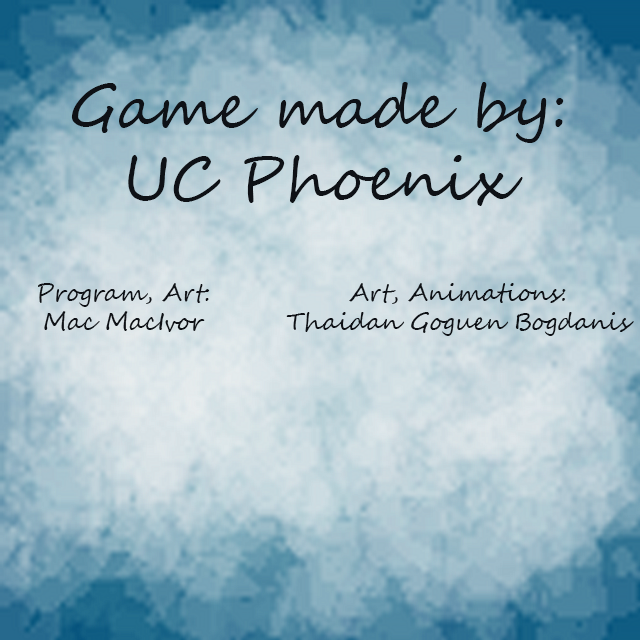 Game made by:
UC Phoenix
Program, Art:
Mac MacIvor
Art, Animations:
Thaidan Goguen Bogdanis